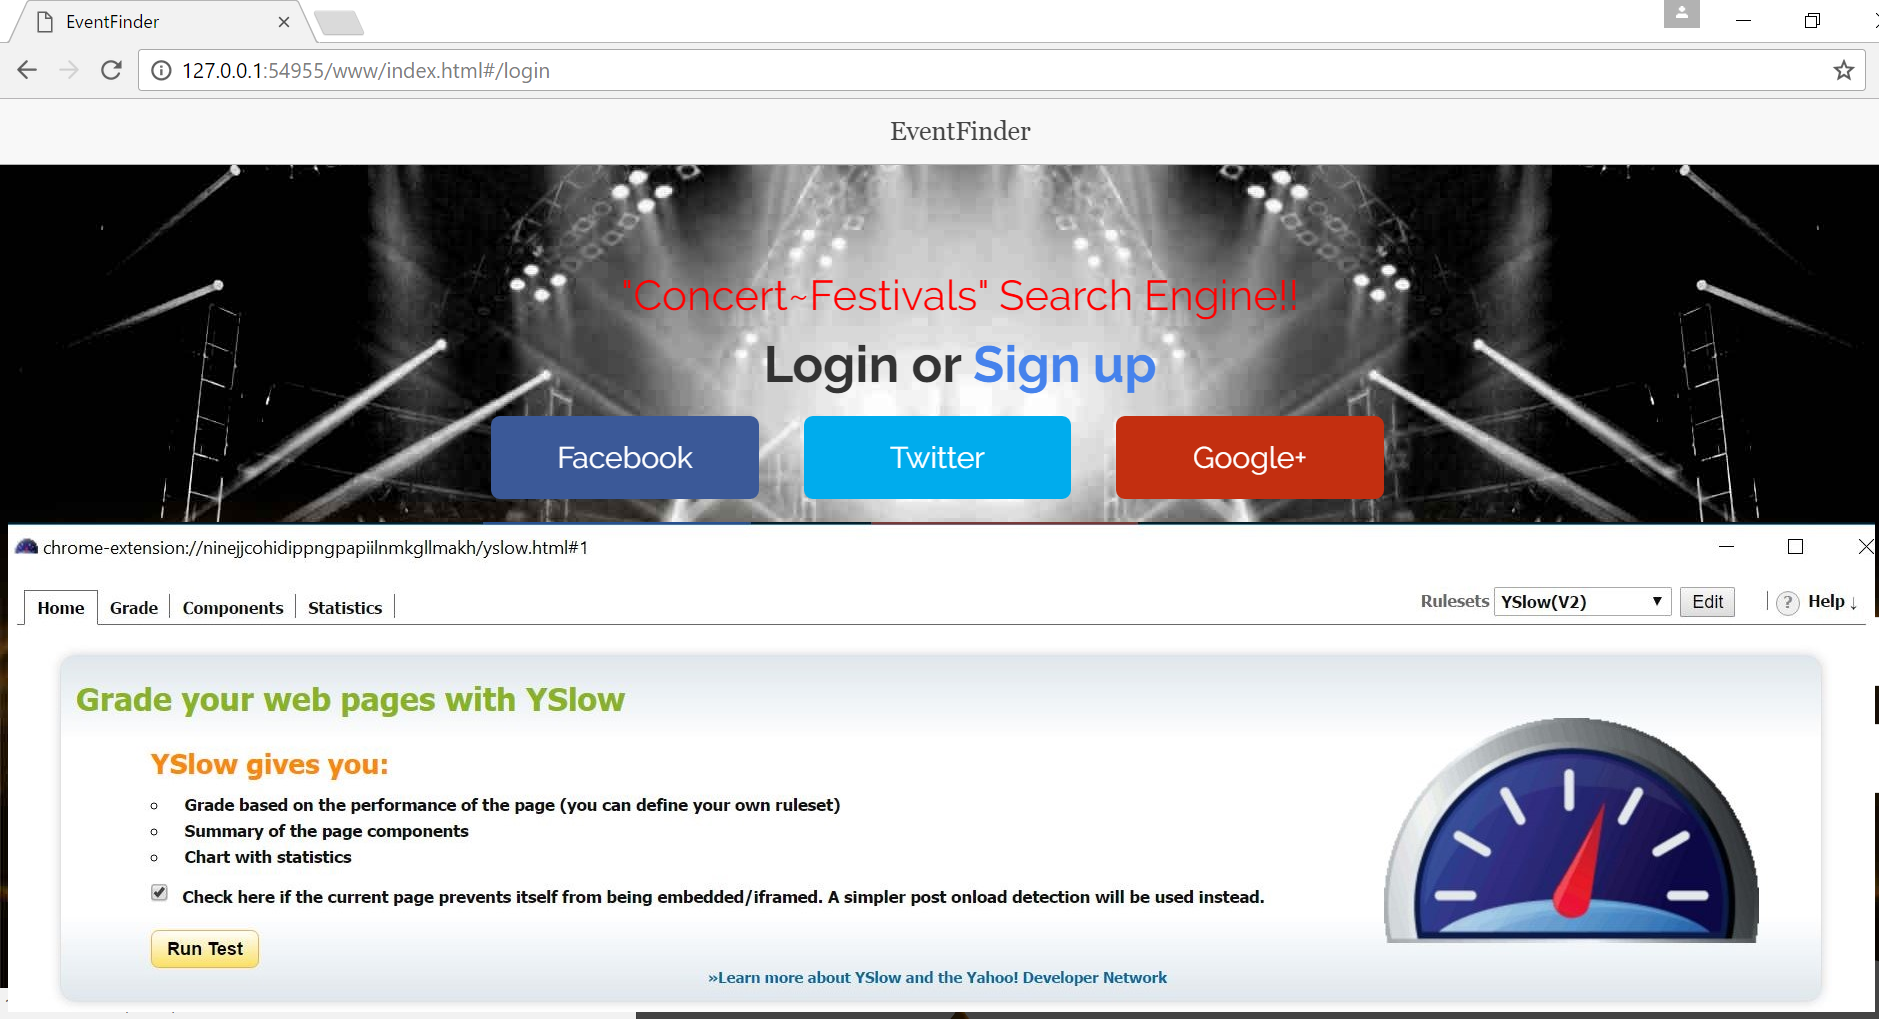 EventFinder
127.0.0.1:54955/www/index.html#/login
EventFinder
"Concert~Festivals" Search Engine!!
Login or Sign up
Facebook Twitter Google+
chrome-extension://ninejjcohidippngpapiilnmkgllmakh/yslow.html#1
Home Grade Components Statistics Rulesets YSlow(V2) Edit ? Help ↓
Grade your web pages with YSlow
YSlow gives you:
Grade based on the performance of the page (you can define your own ruleset)
Summary of the page components
Chart with statistics
Check here if the current page prevents itself from being embedded/iframed. A simpler post onload detection will be used instead.
Run Test
»Learn more about YSlow and the Yahoo! Developer Network